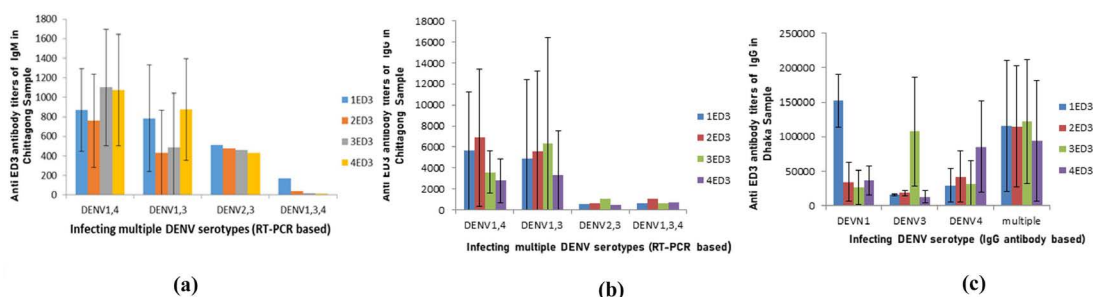 Anti ED3 antibody titers of IgM in
Chittagong Sample
1800
1600
1400
1200
1000
800
600
400
200
0
DENV1,4 DENV1,3 DENV2,3 DENV1,3,4
Infecting multiple DENV serotypes (RT-PCR based)
1ED3
2ED3
3ED3
4ED3
(a)
Anti ED3 antibody titers of IgG in
Chittagong Sample
18000
16000
14000
12000
10000
8000
6000
4000
2000
0
DENV1,4 DENV1,3 DENV2,3 DENV1,3,4
Infecting multiple DENV serotypes (RT-PCR based)
1ED3
2ED3
3ED3
4ED3
(b)
Anti ED3 antibody titers of IgG in
Dhaka Sample
250000
200000
150000
100000
50000
0
DEVN1 DENV3 DENV4 multiple
Infecting DENV serotype (IgG antibody based)
1ED3
2ED3
3ED3
4ED3
(c)